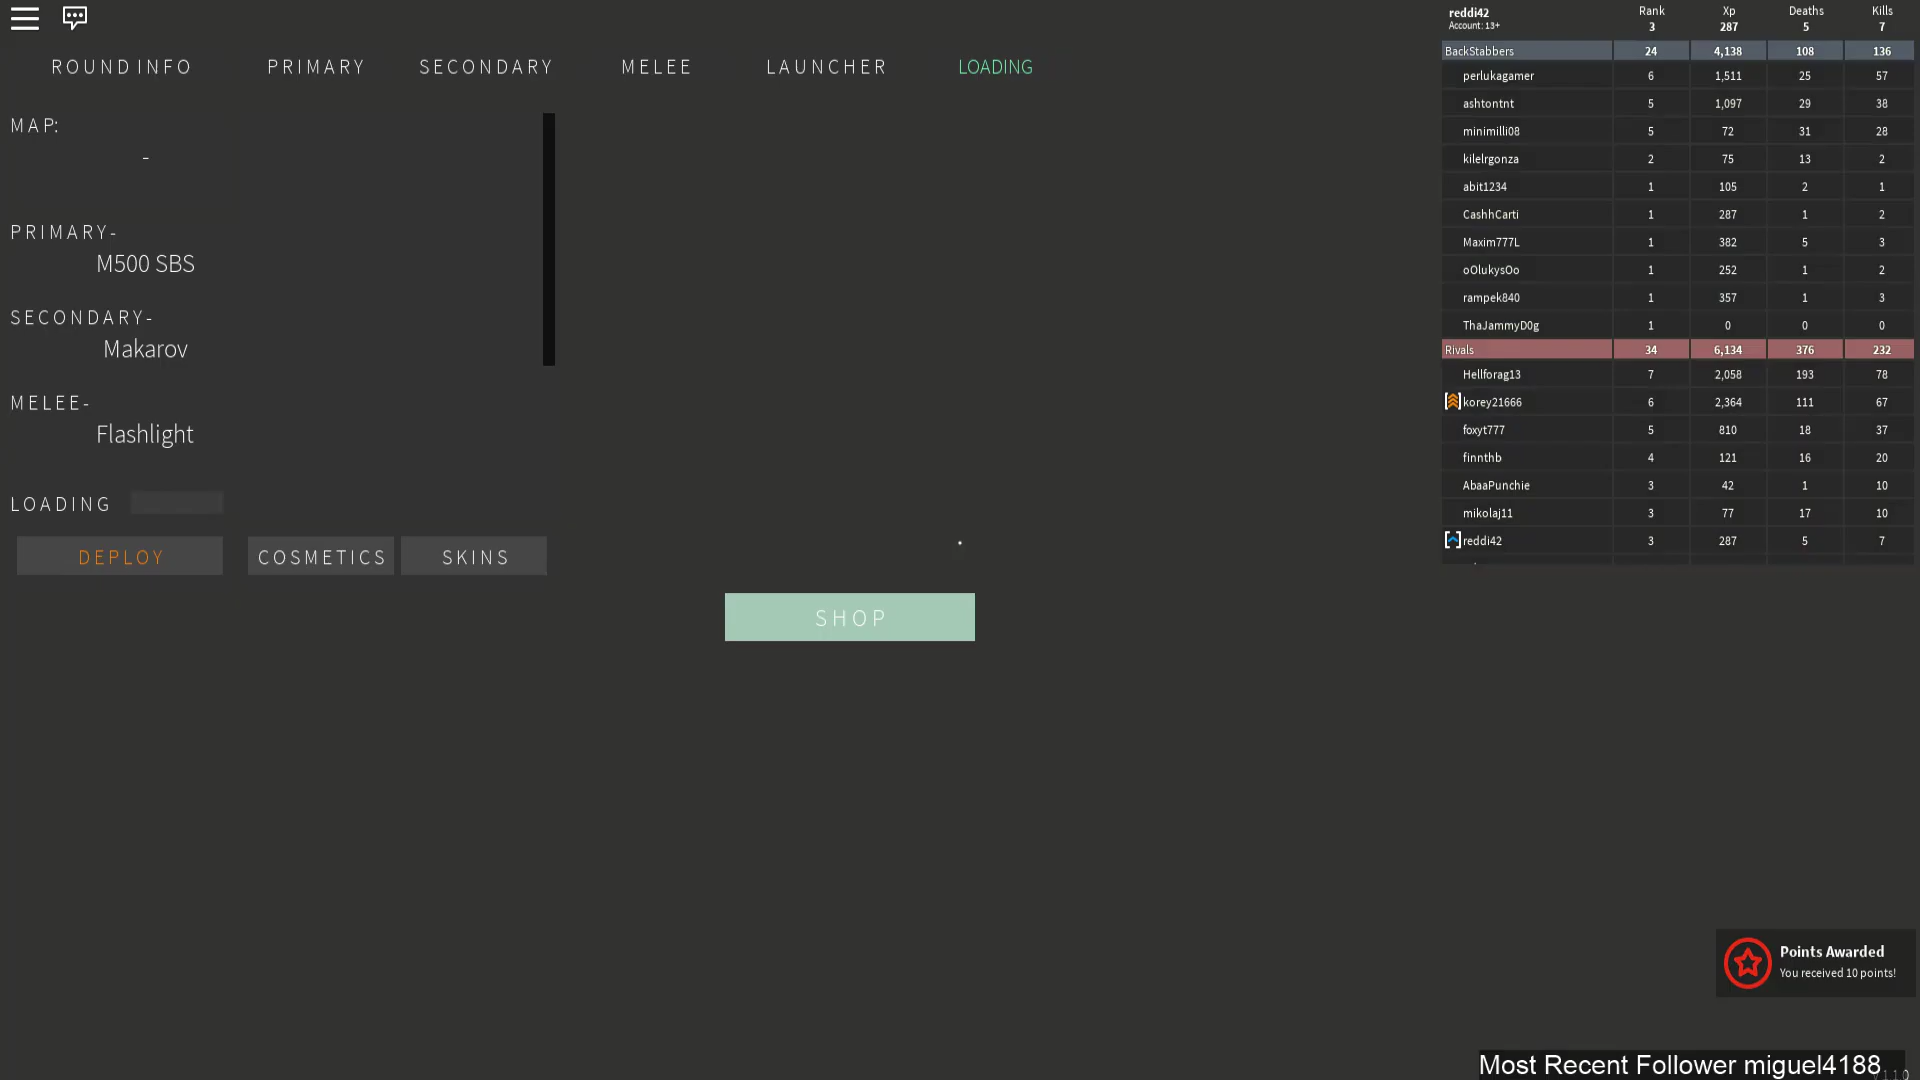 ROUND INFO PRIMARY SECONDARY MELEE LAUNCHER LOADING
MAP:
-
PRIMARY-
M500 SBS
SECONDARY-
Makarov
MELEE-
Flashlight
LOADING
DEPLOY COSMETICS SKINS
SHOP
reddi42 Rank Xp Deaths Kills
Account: 13+ 3 287 5 7
BackStabbers 24 4,138 108 136
perlukagamer 6 1,511 25 57
ashtontnt 5 1,097 29 38
minimilli08 5 72 31 28
kilelrgonza 2 75 13 2
abit1234 1 105 2 1
CashhCarti 1 287 1 2
Maxim777L 1 382 5 3
oOlukysOo 1 252 1 2
rampek840 1 357 1 3
ThaJammyD0g 1 0 0 0
Rivals 34 6,134 376 232
Hellforag13 7 2,058 193 78
korey21666 6 2,364 111 67
foxyt777 5 810 18 37
finnthb 4 121 16 20
AbaaPunchie 3 42 1 10
mikolaj11 3 77 17 10
reddi42 3 287 5 7
Points Awarded
You received 10 points!
Most Recent Follower miguel4188